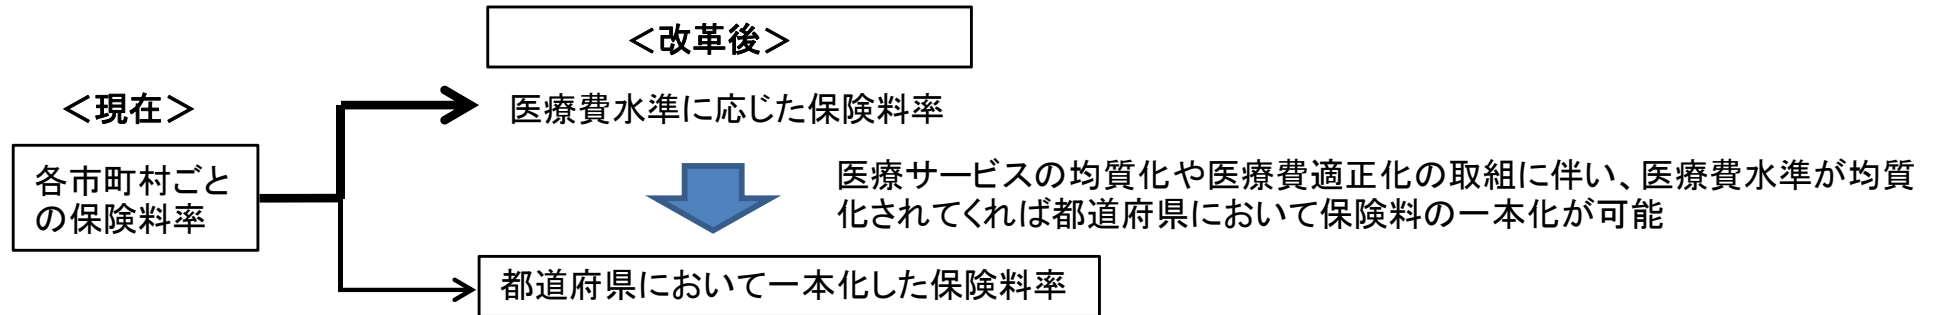 ＜改革後＞
＜現在＞
医療費水準に応じた保険料率
各市町村ごと
の保険料率
医療サービスの均質化や医療費適正化の取組に伴い、医療費水準が均質
化されてくれば都道府県において保険料の一本化が可能
都道府県において一本化した保険料率